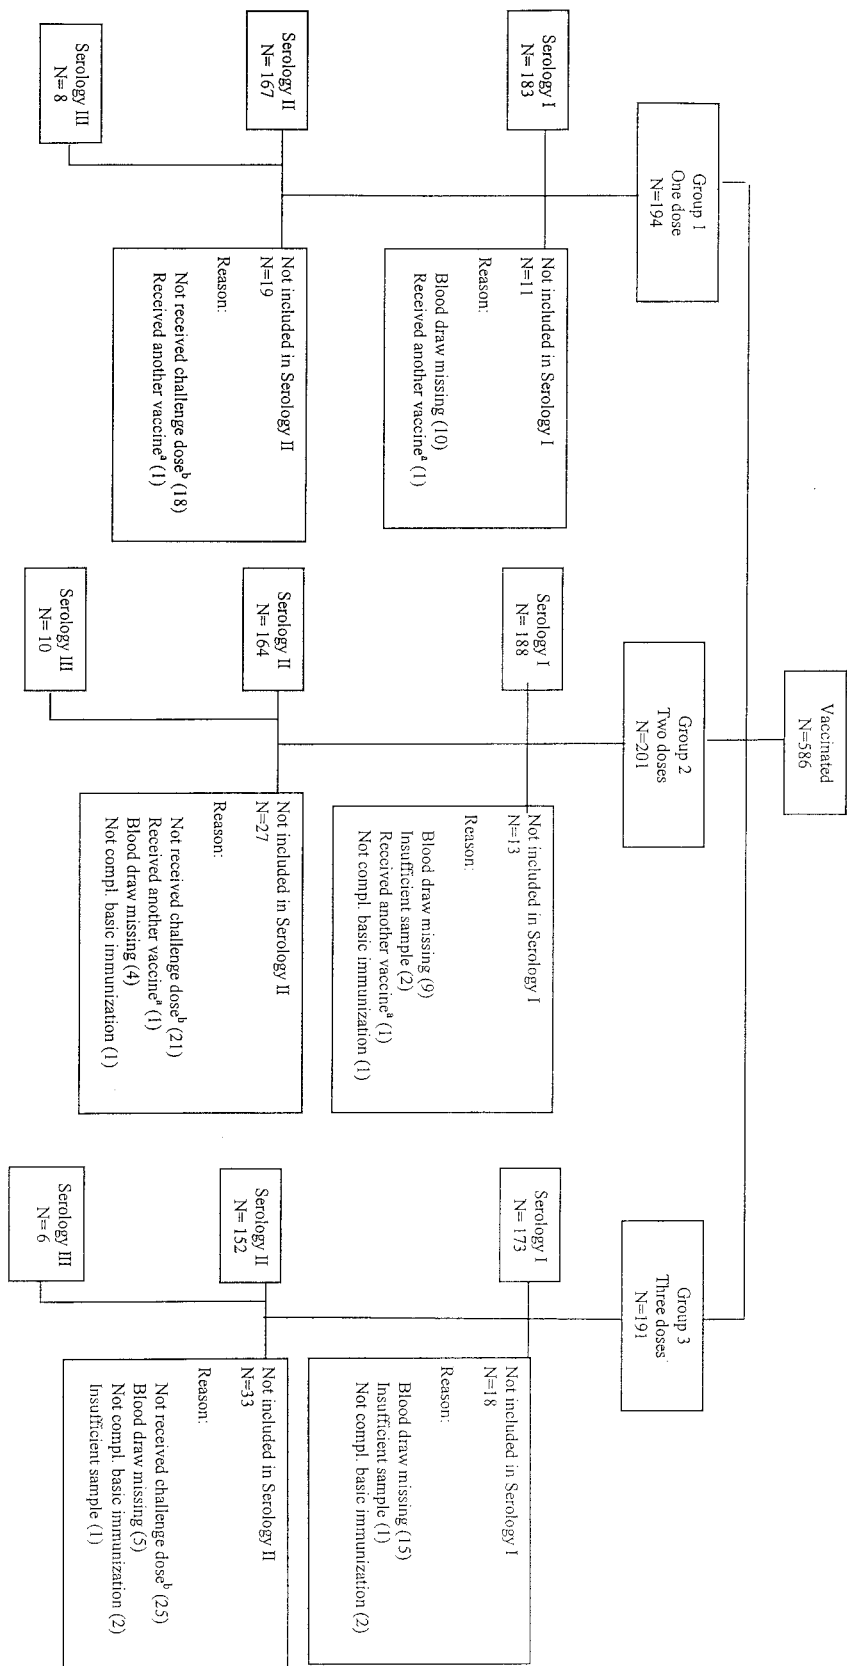 Vaccinated
N=586
Group 1
One dose
N=194
Serology I
N= 183
Not included in Serology I
N=11
Reason:
Blood draw missing (10)
Received another vaccineᵃ (1)
Serology II
N= 167
Not included in Serology II
N=19
Reason:
Not received challenge doseᵇ (18)
Received another vaccineᵃ (1)
Serology III
N= 8
Group 2
Two doses
N=201
Serology I
N= 188
Not included in Serology I
N=13
Reason:
Blood draw missing (9)
Insufficient sample (2)
Received another vaccineᵃ (1)
Not compl. basic immunization (1)
Serology II
N= 164
Not included in Serology II
N=27
Reason:
Not received challenge doseᵇ (21)
Received another vaccineᵃ (1)
Blood draw missing (4)
Not compl. basic immunization (1)
Serology III
N= 10
Group 3
Three doses
N=191
Serology I
N= 173
Not included in Serology I
N=18
Reason:
Blood draw missing (15)
Insufficient sample (1)
Not compl. basic immunization (2)
Serology II
N= 152
Not included in Serology II
N=33
Reason:
Not received challenge doseᵇ (25)
Blood draw missing (5)
Not compl. basic immunization (2)
Insufficient sample (1)
Serology III
N= 6